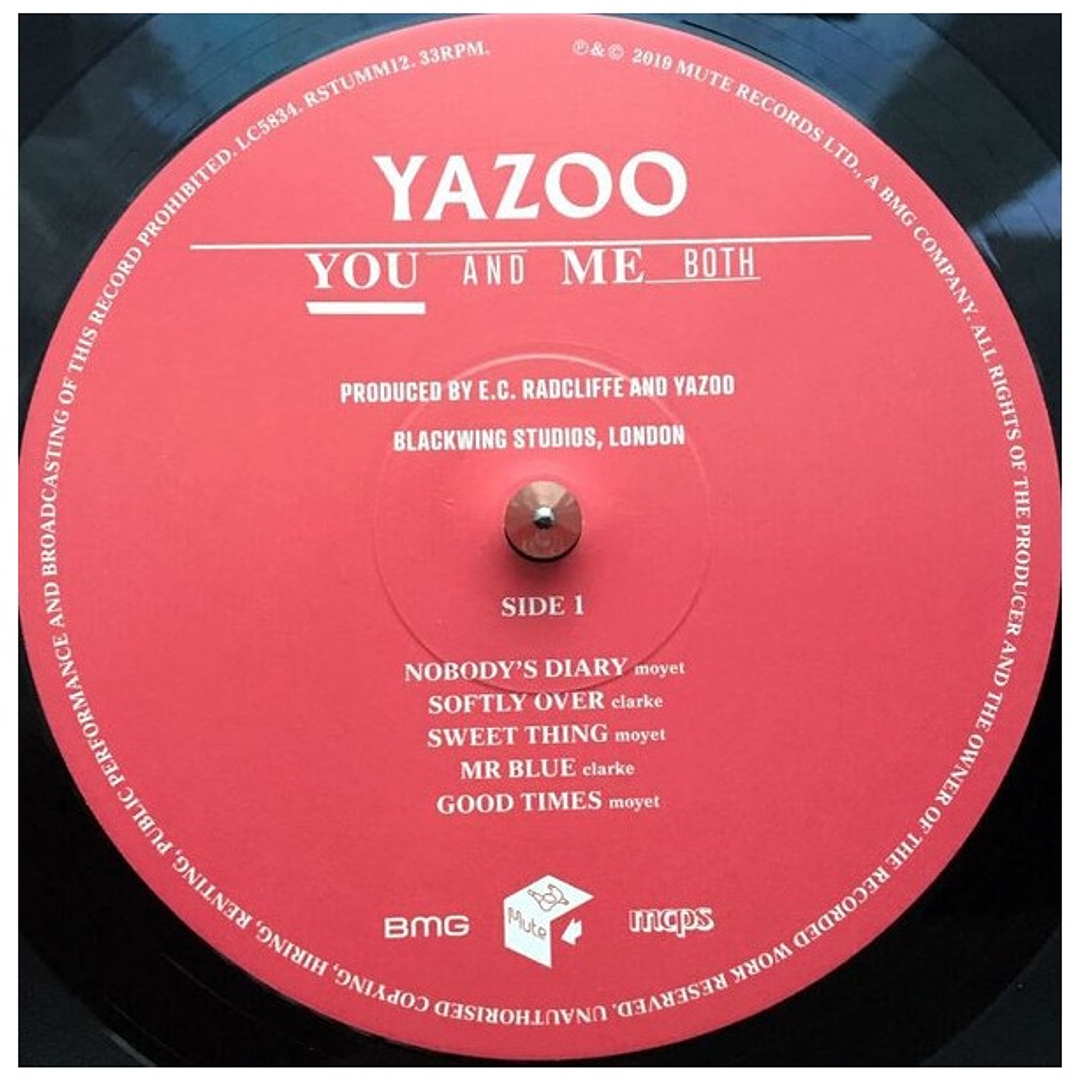 UNAUTHORISED COPYING, HIRING, RENTING, PUBLIC PERFORMANCE AND BROADCASTING OF THIS RECORD PROHIBITED. LC5834. RSTUMM12. 33RPM.
℗&© 2019 MUTE RECORDS LTD., A BMG COMPANY. ALL RIGHTS OF THE PRODUCER AND THE OWNER OF THE RECORDED WORK RESERVED.
YAZOO
YOU AND ME BOTH
PRODUCED BY E.C. RADCLIFFE AND YAZOO
BLACKWING STUDIOS, LONDON
SIDE 1
NOBODY'S DIARY moyet
SOFTLY OVER clarke
SWEET THING moyet
MR BLUE clarke
GOOD TIMES moyet
BMG Mute mcps